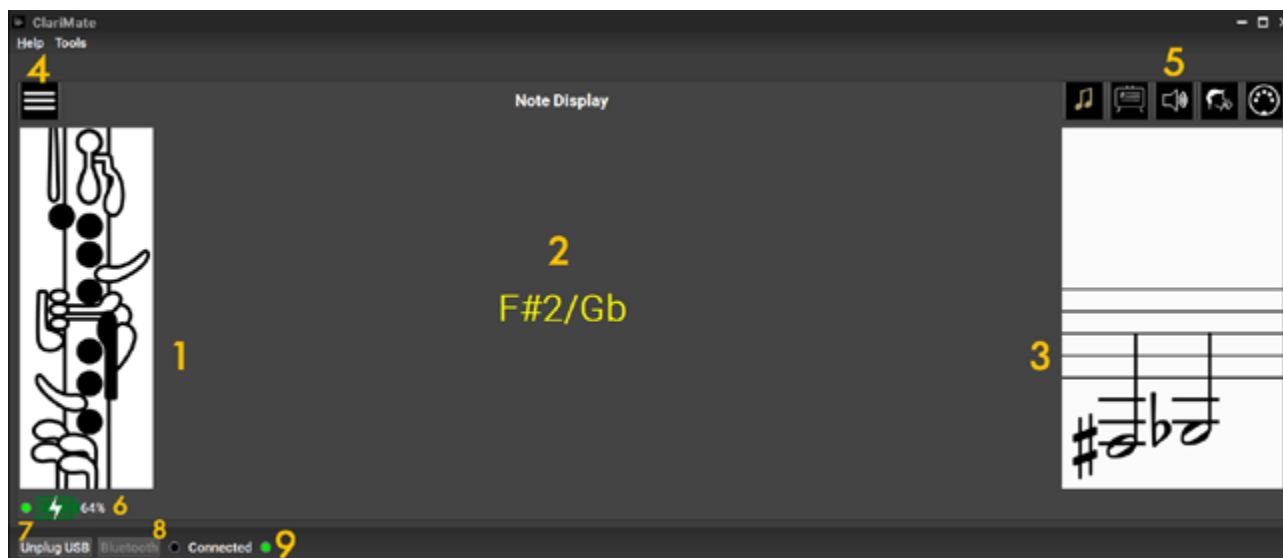 ClariMate
Help Tools
4
5
Note Display
2
F#2/Gb
1
3
64% 6
7
8
Unplug USB Bluetooth Connected 9